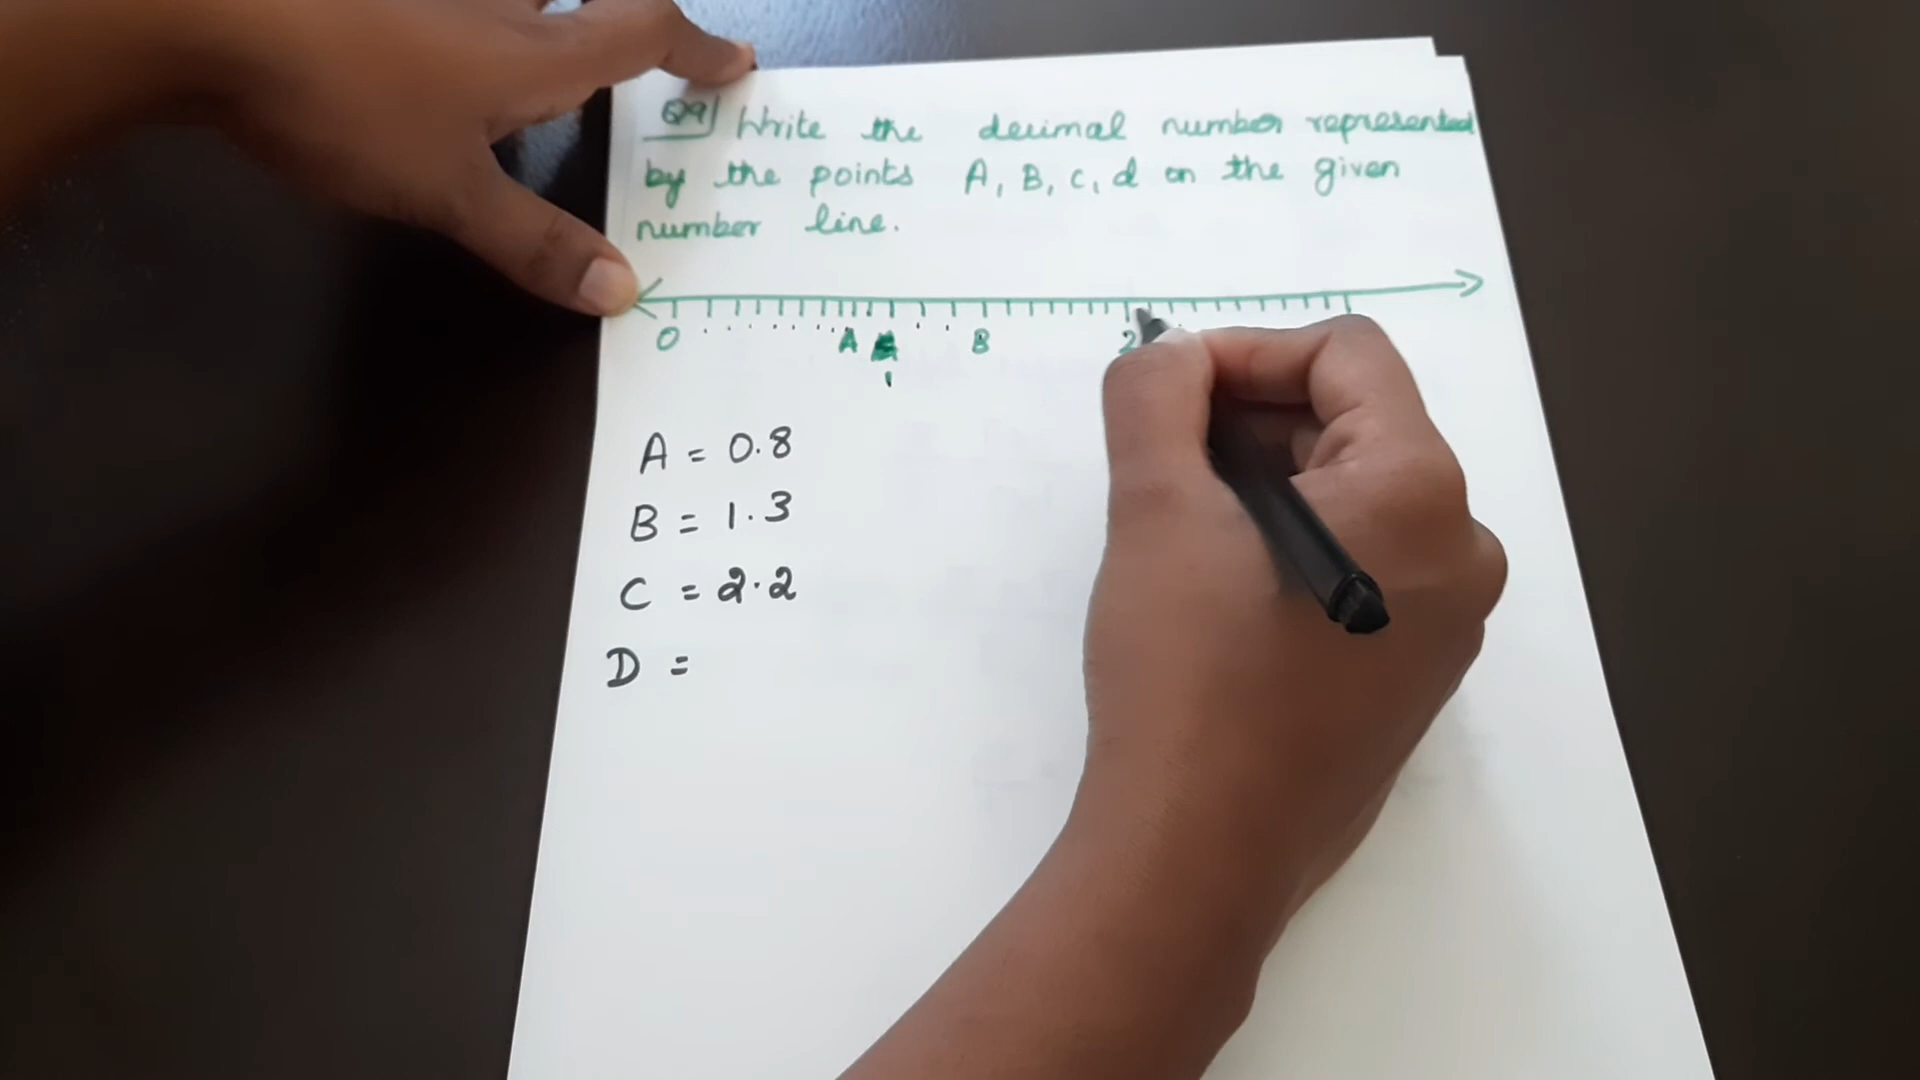 Q9 Write the decimal number represented
by the points A, B, C, d on the given
number line.
0 A B 2
1
A = 0.8
B = 1.3
C = 2.2
D =